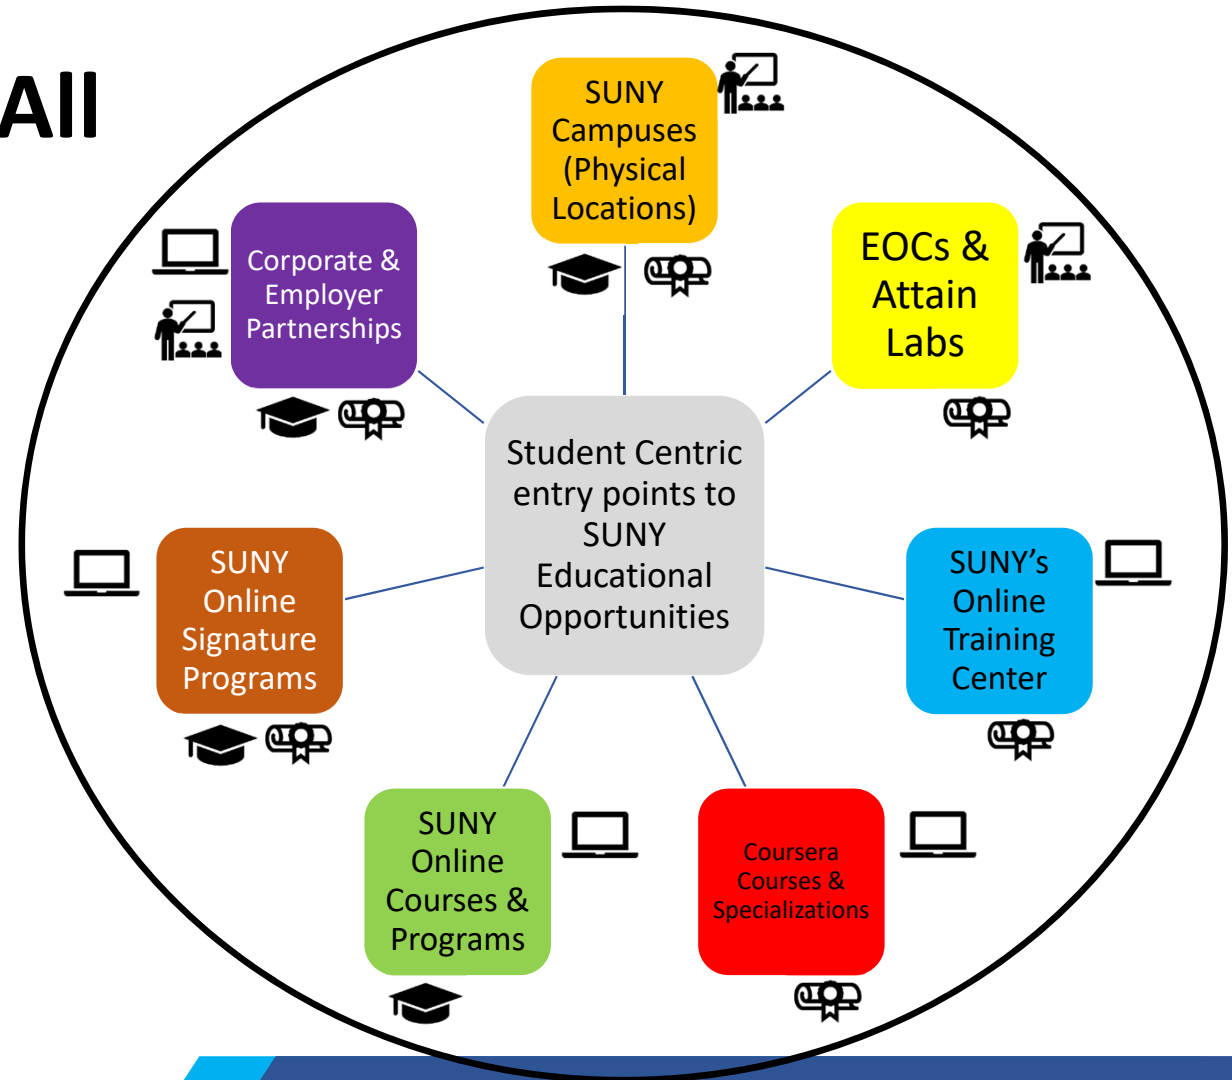 All
SUNY
Campuses
(Physical
Locations)
Corporate &
Employer
Partnerships
EOCs &
Attain
Labs
Student Centric
entry points to
SUNY
Educational
Opportunities
SUNY
Online
Signature
Programs
SUNY’s
Online
Training
Center
SUNY
Online
Courses &
Programs
Coursera
Courses &
Specializations